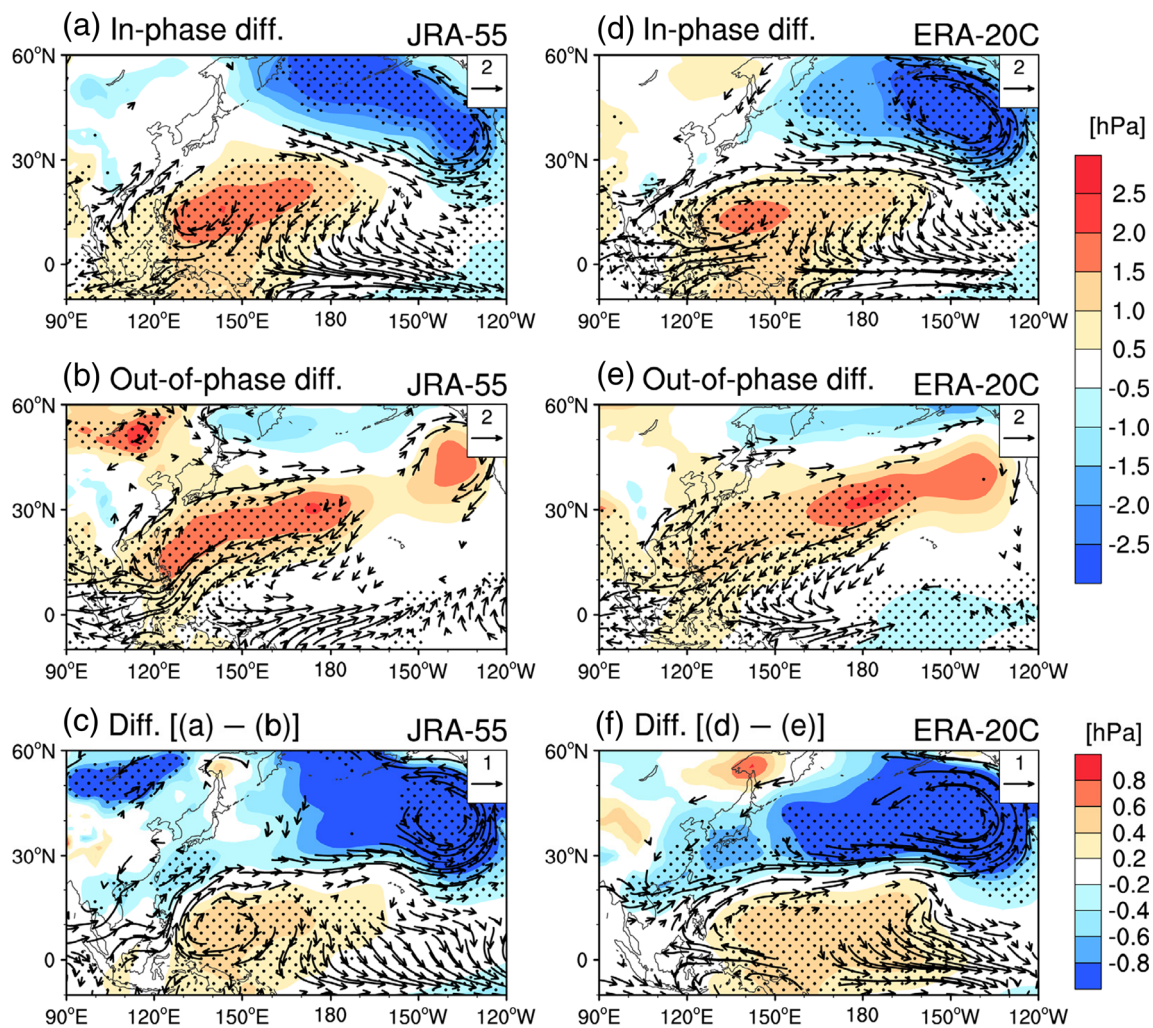 (a) In-phase diff. JRA-55
60°N
30°N
0
2
90°E 120°E 150°E 180 150°W 120°W
(d) In-phase diff. ERA-20C
60°N
30°N
0
2
90°E 120°E 150°E 180 150°W 120°W
[hPa]
2.5
2.0
1.5
1.0
0.5
-0.5
-1.0
-1.5
-2.0
-2.5
(b) Out-of-phase diff. JRA-55
60°N
30°N
0
2
90°E 120°E 150°E 180 150°W 120°W
(e) Out-of-phase diff. ERA-20C
60°N
30°N
0
2
90°E 120°E 150°E 180 150°W 120°W
(c) Diff. [(a) − (b)] JRA-55
60°N
30°N
0
1
90°E 120°E 150°E 180 150°W 120°W
(f) Diff. [(d) − (e)] ERA-20C
60°N
30°N
0
1
90°E 120°E 150°E 180 150°W 120°W
[hPa]
0.8
0.6
0.4
0.2
-0.2
-0.4
-0.6
-0.8